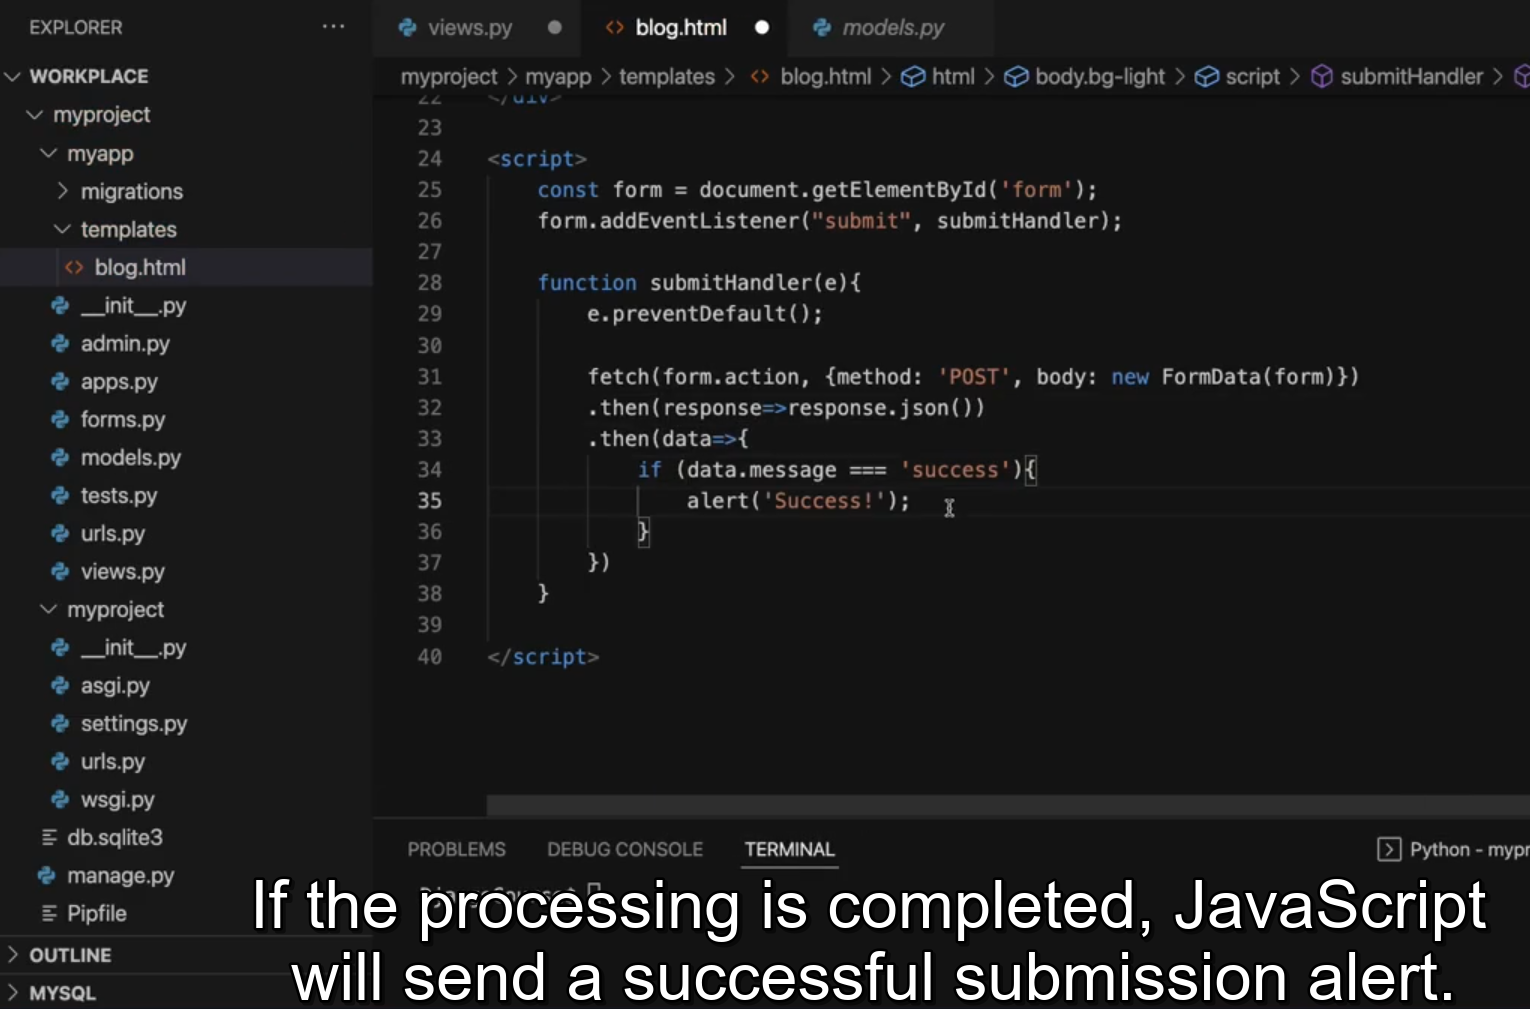 EXPLORER
···
WORKPLACE
myproject
myapp
migrations
templates
blog.html
__init__.py
admin.py
apps.py
forms.py
models.py
tests.py
urls.py
views.py
myproject
__init__.py
asgi.py
settings.py
urls.py
wsgi.py
db.sqlite3
manage.py
Pipfile
OUTLINE
MYSQL
views.py
blog.html
models.py
myproject > myapp > templates > blog.html > html > body.bg-light > script > submitHandler >
22 </div>
23
24 <script>
25 const form = document.getElementById('form');
26 form.addEventListener("submit", submitHandler);
27
28 function submitHandler(e){
29 e.preventDefault();
30
31 fetch(form.action, {method: 'POST', body: new FormData(form)})
32 .then(response=>response.json())
33 .then(data=>{
34 if (data.message === 'success'){
35 alert('Success!');
36 }
37 })
38 }
39
40 </script>
PROBLEMS DEBUG CONSOLE TERMINAL
Python - mypr
If the processing is completed, JavaScript
will send a successful submission alert.